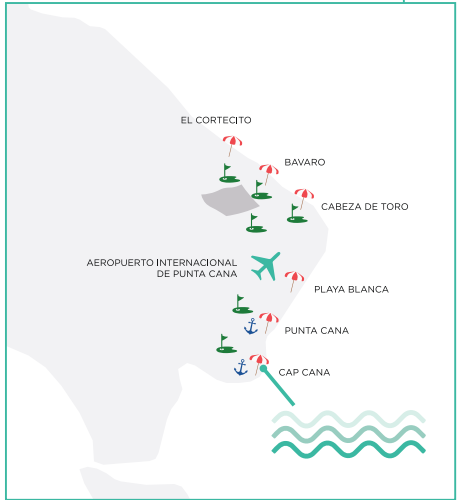 EL CORTECITO
BAVARO
CABEZA DE TORO
AEROPUERTO INTERNACIONAL
DE PUNTA CANA
PLAYA BLANCA
PUNTA CANA
CAP CANA